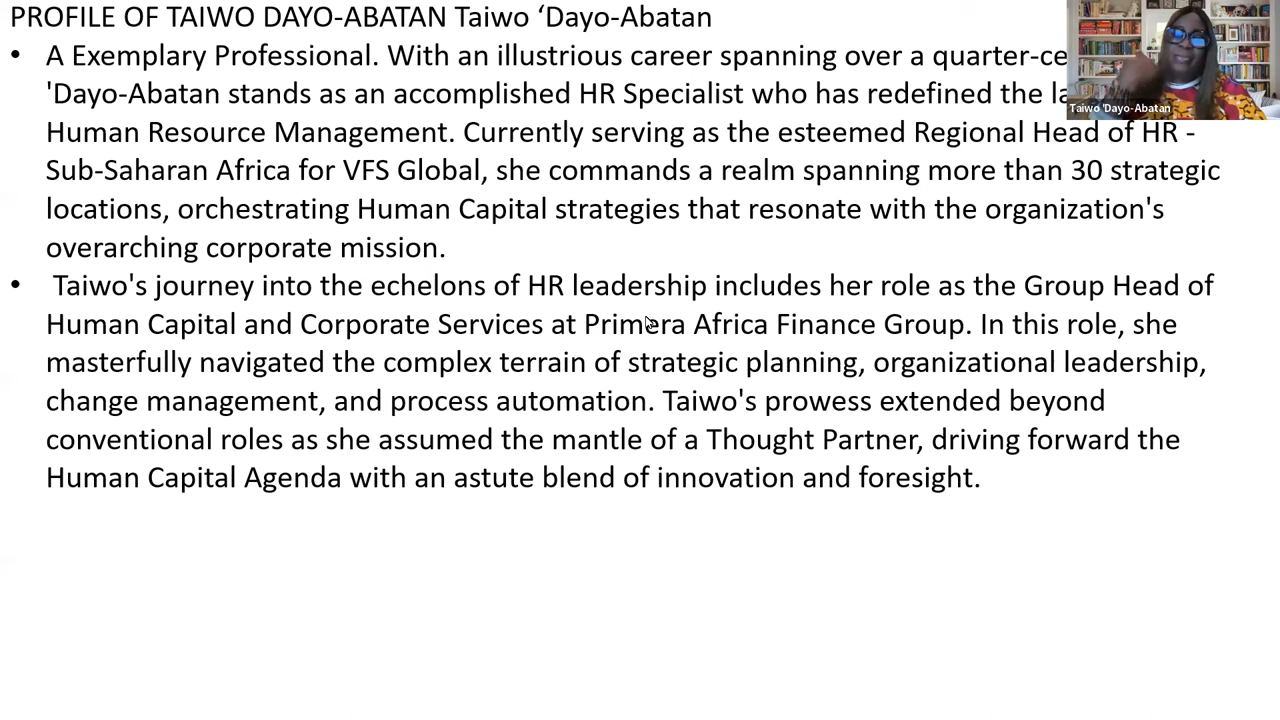 PROFILE OF TAIWO DAYO-ABATAN Taiwo ‘Dayo-Abatan
• A Exemplary Professional. With an illustrious career spanning over a quarter-ce
'Dayo-Abatan stands as an accomplished HR Specialist who has redefined the la
Human Resource Management. Currently serving as the esteemed Regional Head of HR -
Sub-Saharan Africa for VFS Global, she commands a realm spanning more than 30 strategic
locations, orchestrating Human Capital strategies that resonate with the organization's
overarching corporate mission.
• Taiwo's journey into the echelons of HR leadership includes her role as the Group Head of
Human Capital and Corporate Services at Primera Africa Finance Group. In this role, she
masterfully navigated the complex terrain of strategic planning, organizational leadership,
change management, and process automation. Taiwo's prowess extended beyond
conventional roles as she assumed the mantle of a Thought Partner, driving forward the
Human Capital Agenda with an astute blend of innovation and foresight.
Taiwo 'Dayo-Abatan